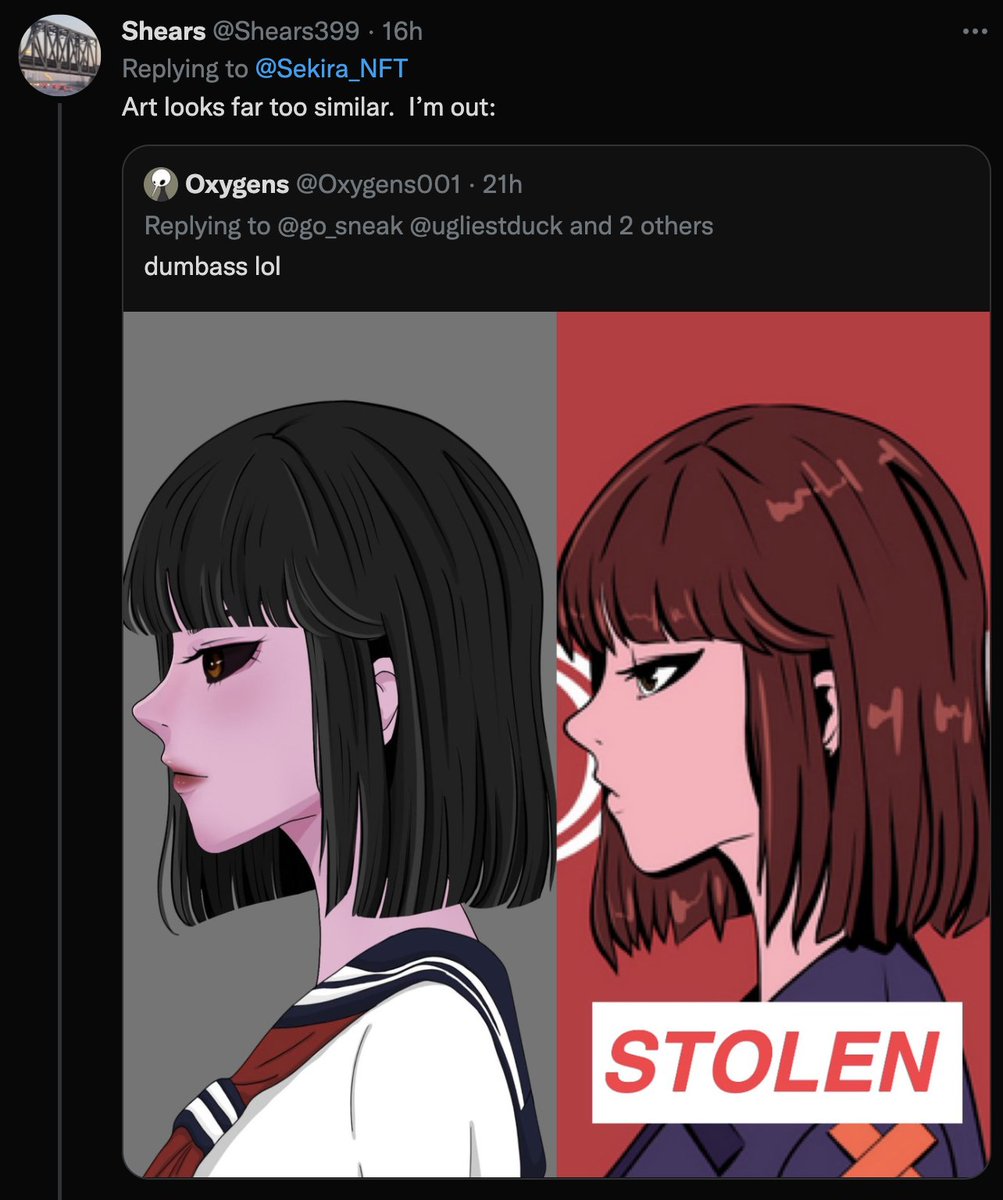 Shears @Shears399 · 16h
Replying to @Sekira_NFT
Art looks far too similar.  I’m out:
Oxygens @Oxygens001 · 21h
Replying to @go_sneak @ugliestduck and 2 others
dumbass lol
STOLEN